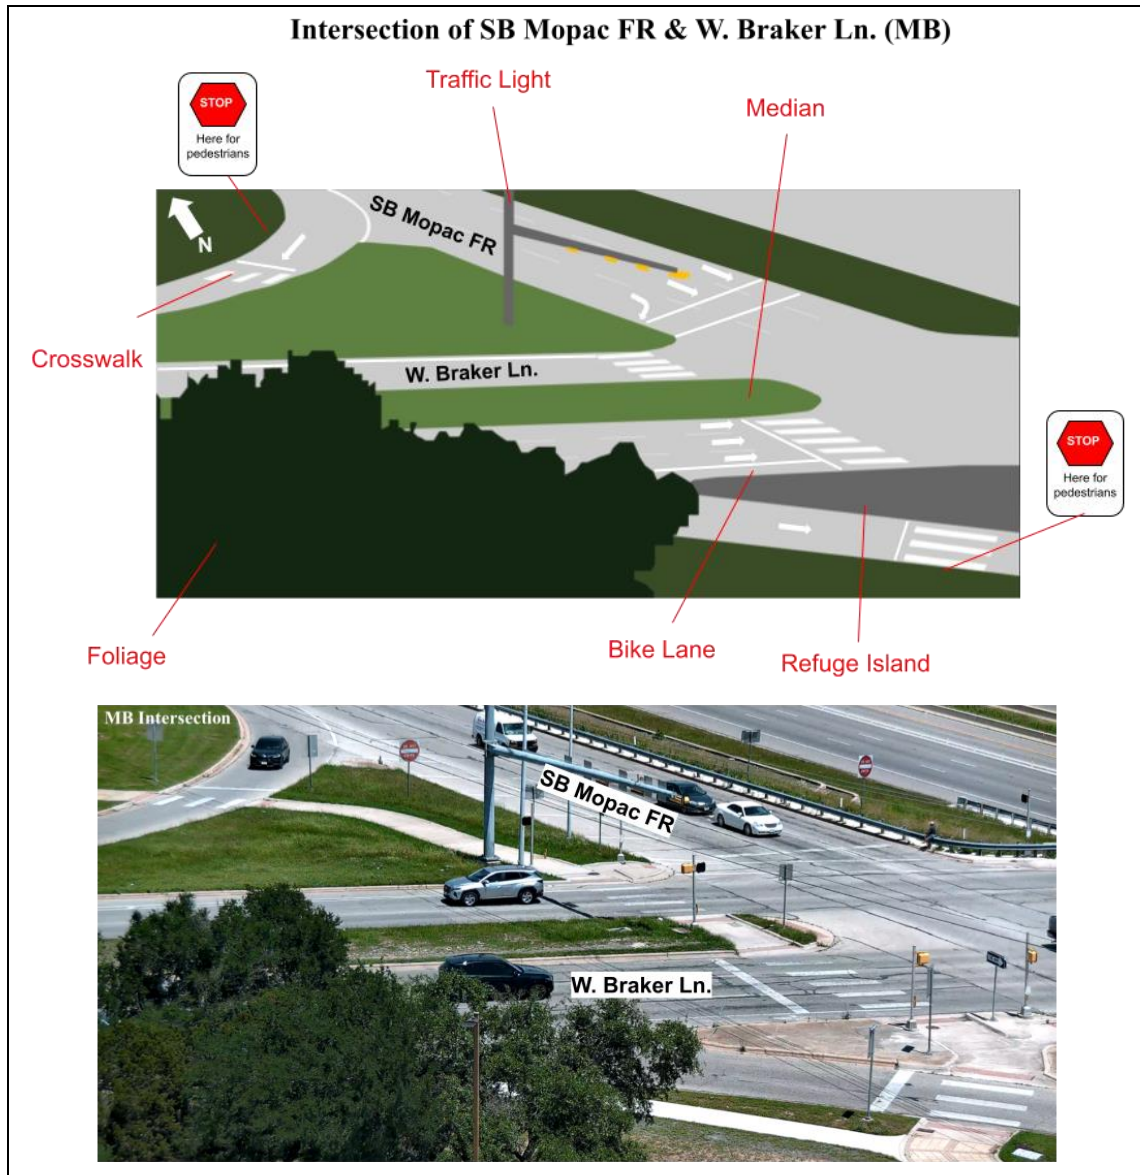 Intersection of SB Mopac FR & W. Braker Ln. (MB)
Traffic Light
Median
STOP
Here for
pedestrians
SB Mopac FR
N
Crosswalk
W. Braker Ln.
STOP
Here for
pedestrians
Foliage
Bike Lane
Refuge Island
MB Intersection
SB Mopac FR
W. Braker Ln.